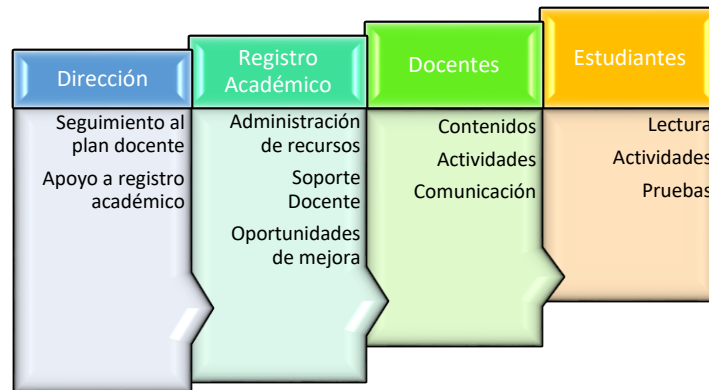 Dirección
Seguimiento al
plan docente
Apoyo a registro
académico
Registro
Académico
Administración
de recursos
Soporte
Docente
Oportunidades
de mejora
Docentes
Contenidos
Actividades
Comunicación
Estudiantes
Lectura
Actividades
Pruebas